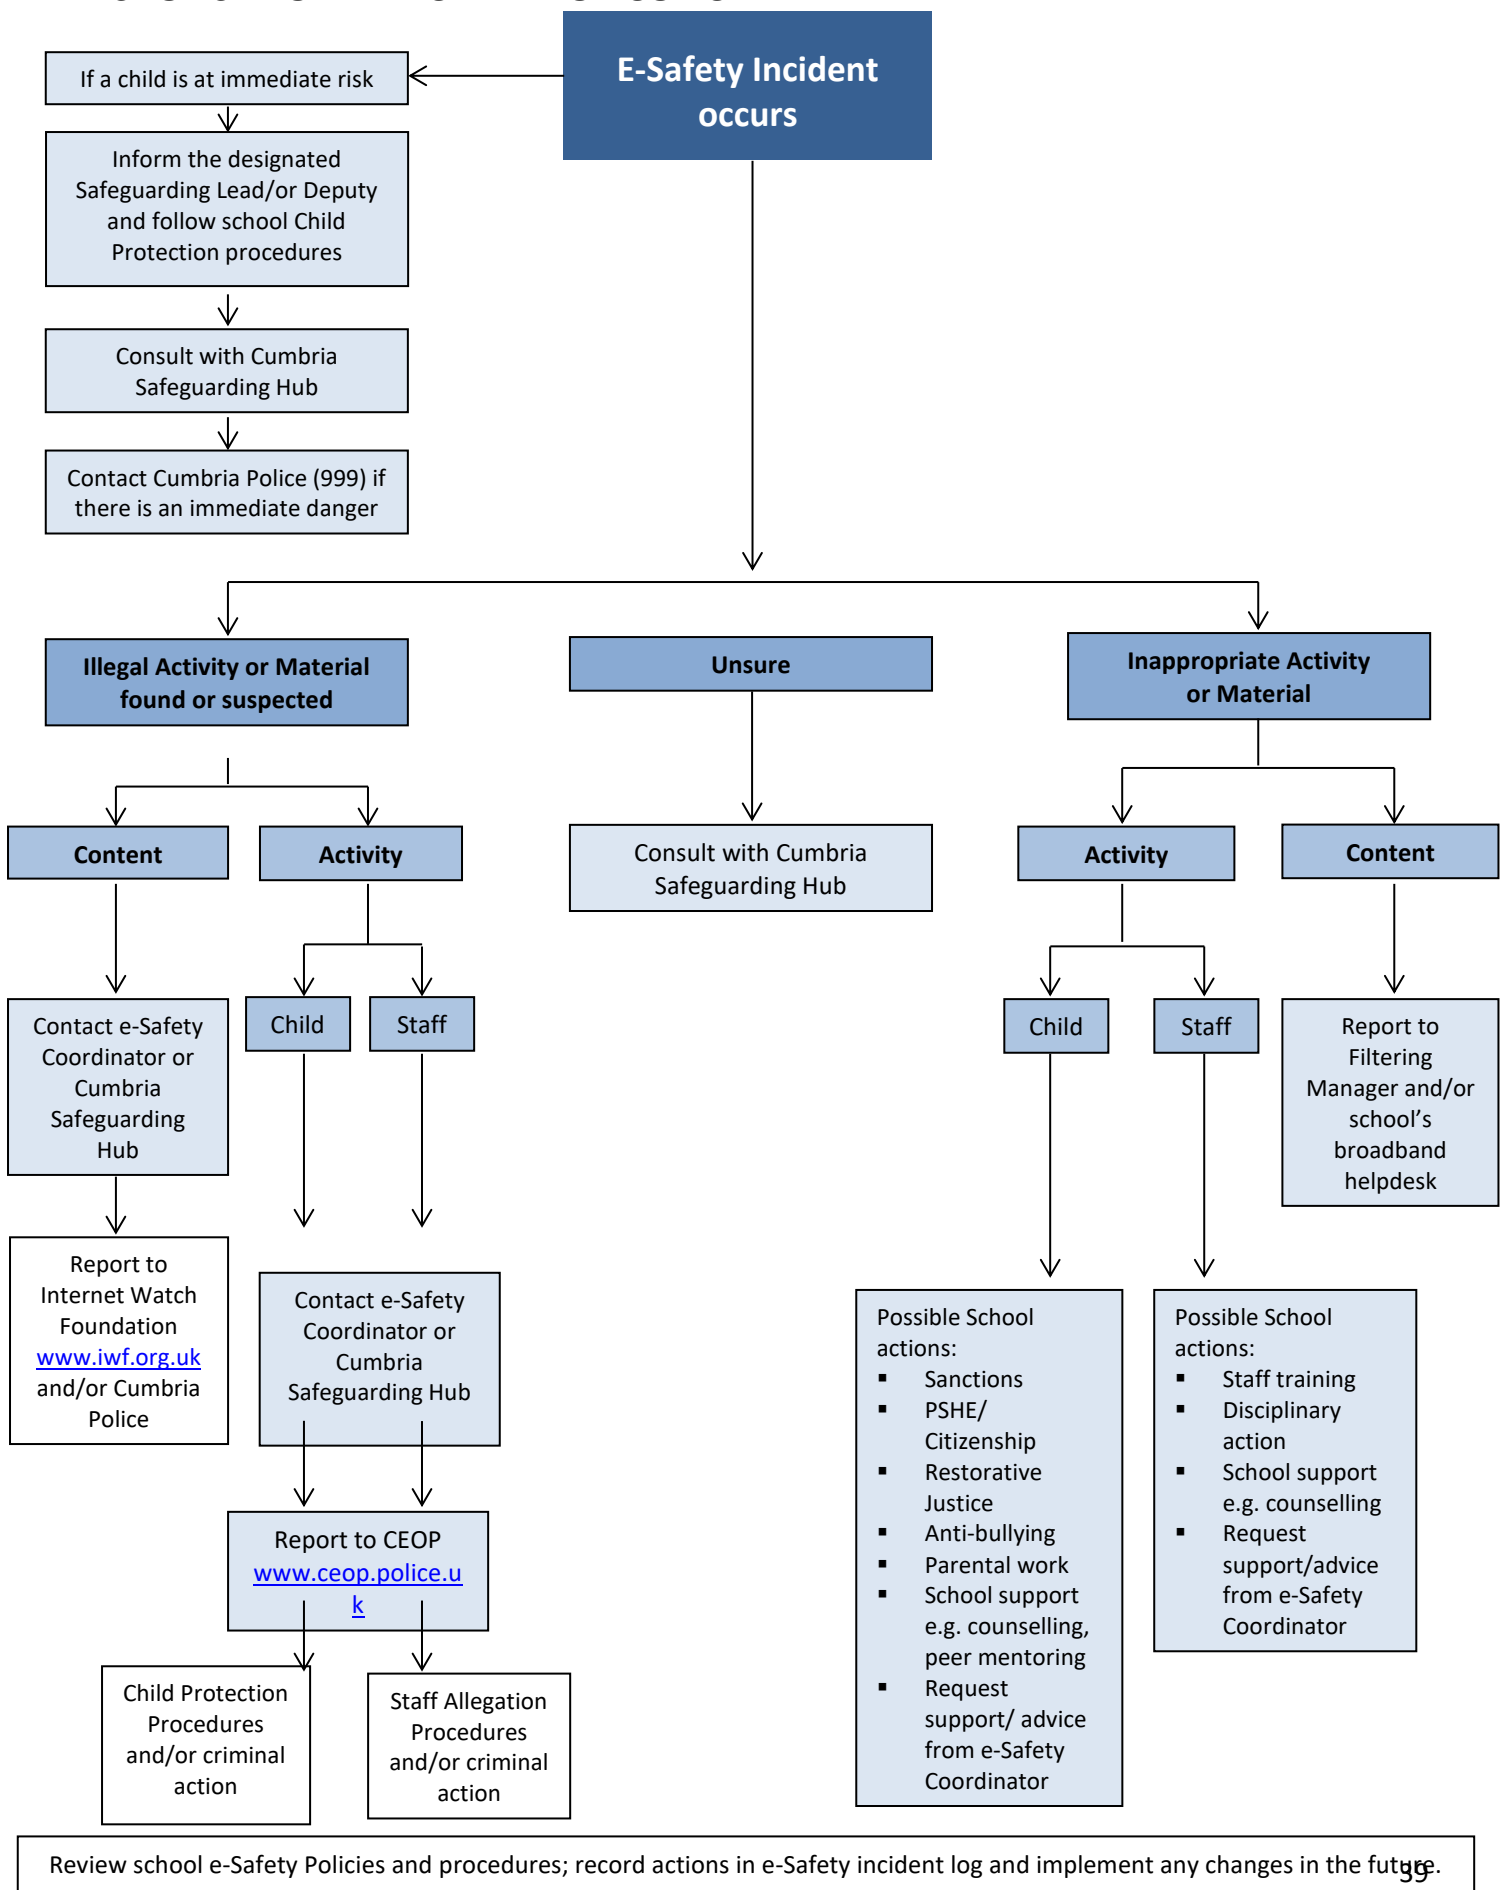 E-Safety Incident
occurs
If a child is at immediate risk
Inform the designated
Safeguarding Lead/or Deputy
and follow school Child
Protection procedures
Consult with Cumbria
Safeguarding Hub
Contact Cumbria Police (999) if
there is an immediate danger
Illegal Activity or Material
found or suspected
Unsure
Inappropriate Activity
or Material
Content
Activity
Consult with Cumbria
Safeguarding Hub
Activity
Content
Contact e-Safety
Coordinator or
Cumbria
Safeguarding
Hub
Child
Staff
Child
Staff
Report to
Filtering
Manager and/or
school’s
broadband
helpdesk
Report to
Internet Watch
Foundation
www.iwf.org.uk
and/or Cumbria
Police
Contact e-Safety
Coordinator or
Cumbria
Safeguarding Hub
Report to CEOP
www.ceop.police.u
k
Child Protection
Procedures
and/or criminal
action
Staff Allegation
Procedures
and/or criminal
action
Possible School
actions:
▪ Sanctions
▪ PSHE/
Citizenship
▪ Restorative
Justice
▪ Anti-bullying
▪ Parental work
▪ School support
e.g. counselling,
peer mentoring
▪ Request
support/ advice
from e-Safety
Coordinator
Possible School
actions:
▪ Staff training
▪ Disciplinary
action
▪ School support
e.g. counselling
▪ Request
support/advice
from e-Safety
Coordinator
Review school e-Safety Policies and procedures; record actions in e-Safety incident log and implement any changes in the future.
39